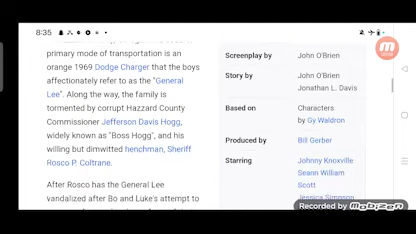 8:35
primary mode of transportation is an
orange 1969 Dodge Charger that the boys
affectionately refer to as the "General
Lee". Along the way, the family is
tormented by corrupt Hazzard County
Commissioner Jefferson Davis Hogg,
widely known as "Boss Hogg", and his
willing but dimwitted henchman, Sheriff
Rosco P. Coltrane.
After Rosco has the General Lee
vandalized after Bo and Luke's attempt to
Screenplay by John O'Brien
Story by John O'Brien
Jonathan L. Davis
Based on Characters
by Gy Waldron
Produced by Bill Gerber
Starring Johnny Knoxville
Seann William
Scott
Jessica Simpson
Recorded by Mobizen